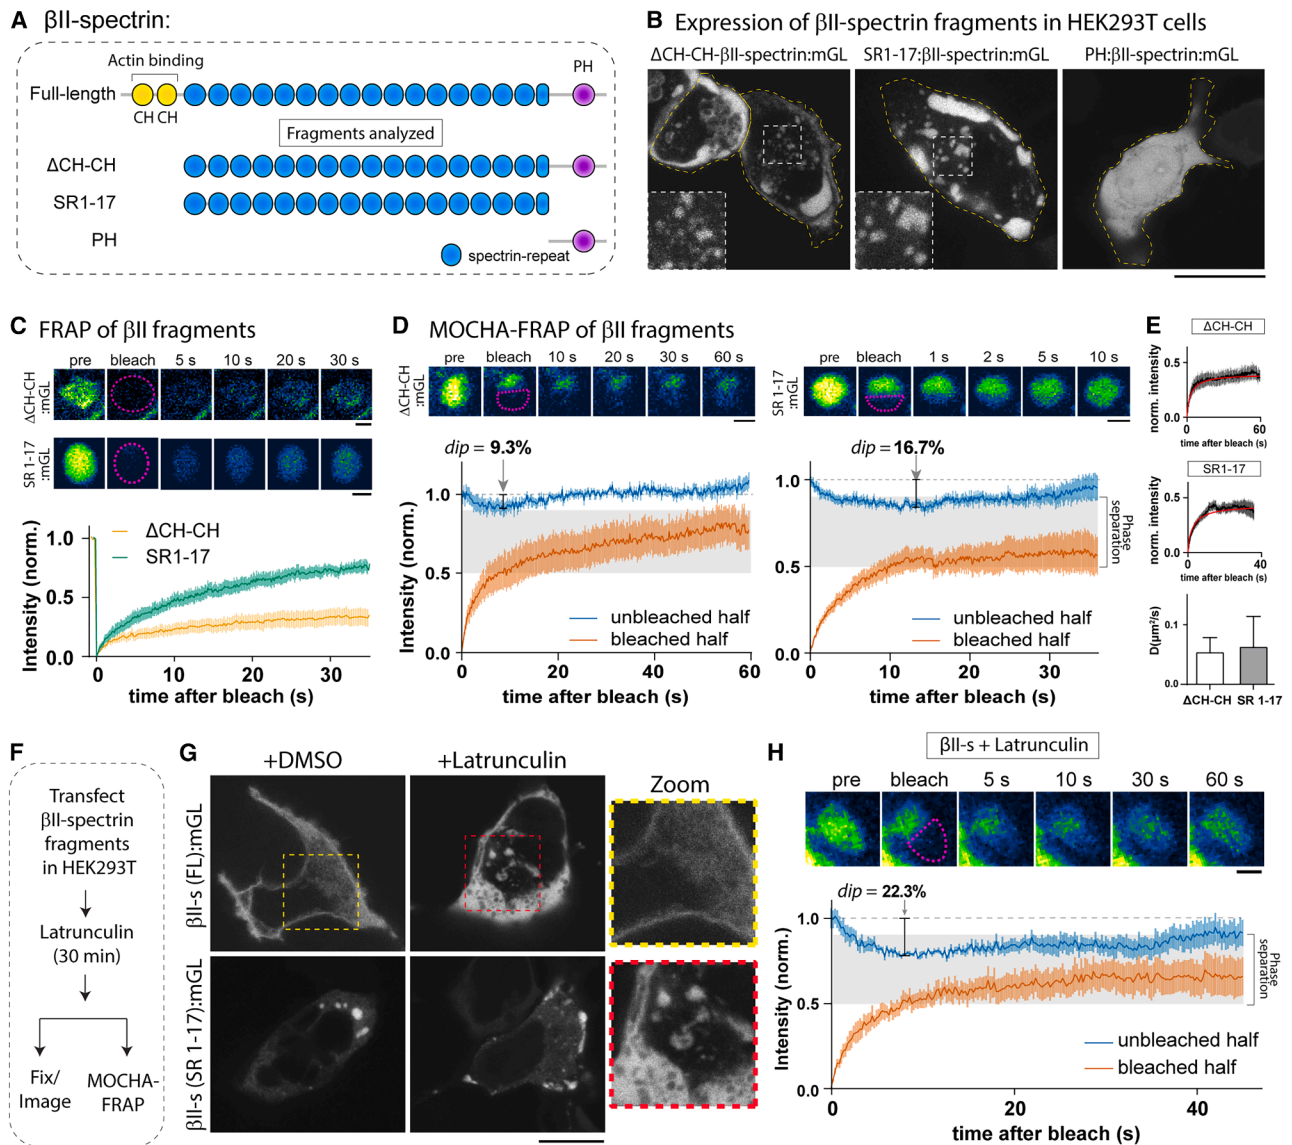 A βII-spectrin:
Actin binding
PH
Full-length
CH CH
Fragments analyzed
ΔCH-CH
SR1-17
PH
spectrin-repeat
B Expression of βII-spectrin fragments in HEK293T cells
ΔCH-CH-βII-spectrin:mGL SR1-17:βII-spectrin:mGL PH:βII-spectrin:mGL
C FRAP of βII fragments
pre bleach 5 s 10 s 20 s 30 s
ΔCH-CH
:mGL
SR 1-17
:mGL
Intensity (norm.)
1.0
0.5
0.0
ΔCH-CH
SR1-17
0 10 20 30
time after bleach (s)
D MOCHA-FRAP of βII fragments
pre bleach 10 s 20 s 30 s 60 s
ΔCH-CH
:mGL
dip = 9.3%
Intensity (norm.)
1.0
0.5
0.0
unbleached half
bleached half
0 20 40 60
time after bleach (s)
pre bleach 1 s 2 s 5 s 10 s
SR 1-17
:mGL
dip = 16.7%
1.0
0.5
0.0
Phase
separation
unbleached half
bleached half
0 10 20 30
time after bleach (s)
E
ΔCH-CH
norm. intensity
0.5
0.0
0 60
time after bleach (s)
SR1-17
norm. intensity
0.5
0.0
0 40
time after bleach (s)
D(μm²/s)
0.1
0.0
ΔCH-CH SR 1-17
F
Transfect
βII-spectrin
fragments
in HEK293T
Latrunculin
(30 min)
Fix/
Image
MOCHA-
FRAP
G
+DMSO +Latrunculin
Zoom
βII-s (FL):mGL
βII-s (SR 1-17):mGL
H
βII-s + Latrunculin
pre bleach 5 s 10 s 30 s 60 s
dip = 22.3%
Intensity (norm.)
1.0
0.5
0.0
Phase
separation
unbleached half
bleached half
0 20 40
time after bleach (s)